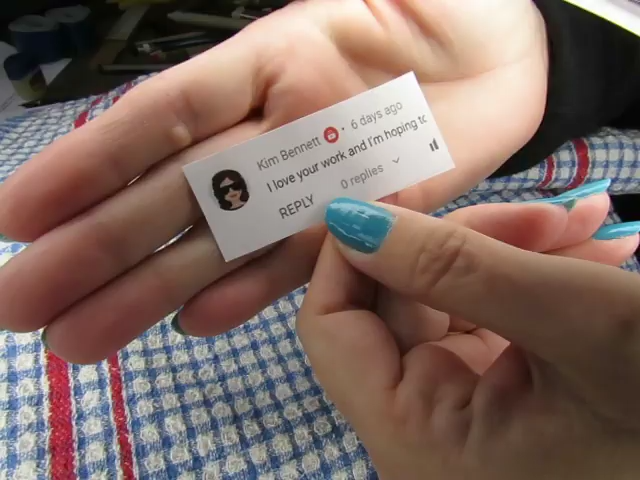 Kim Bennett • 6 days ago
I love your work and I'm hoping to
0 replies
REPLY